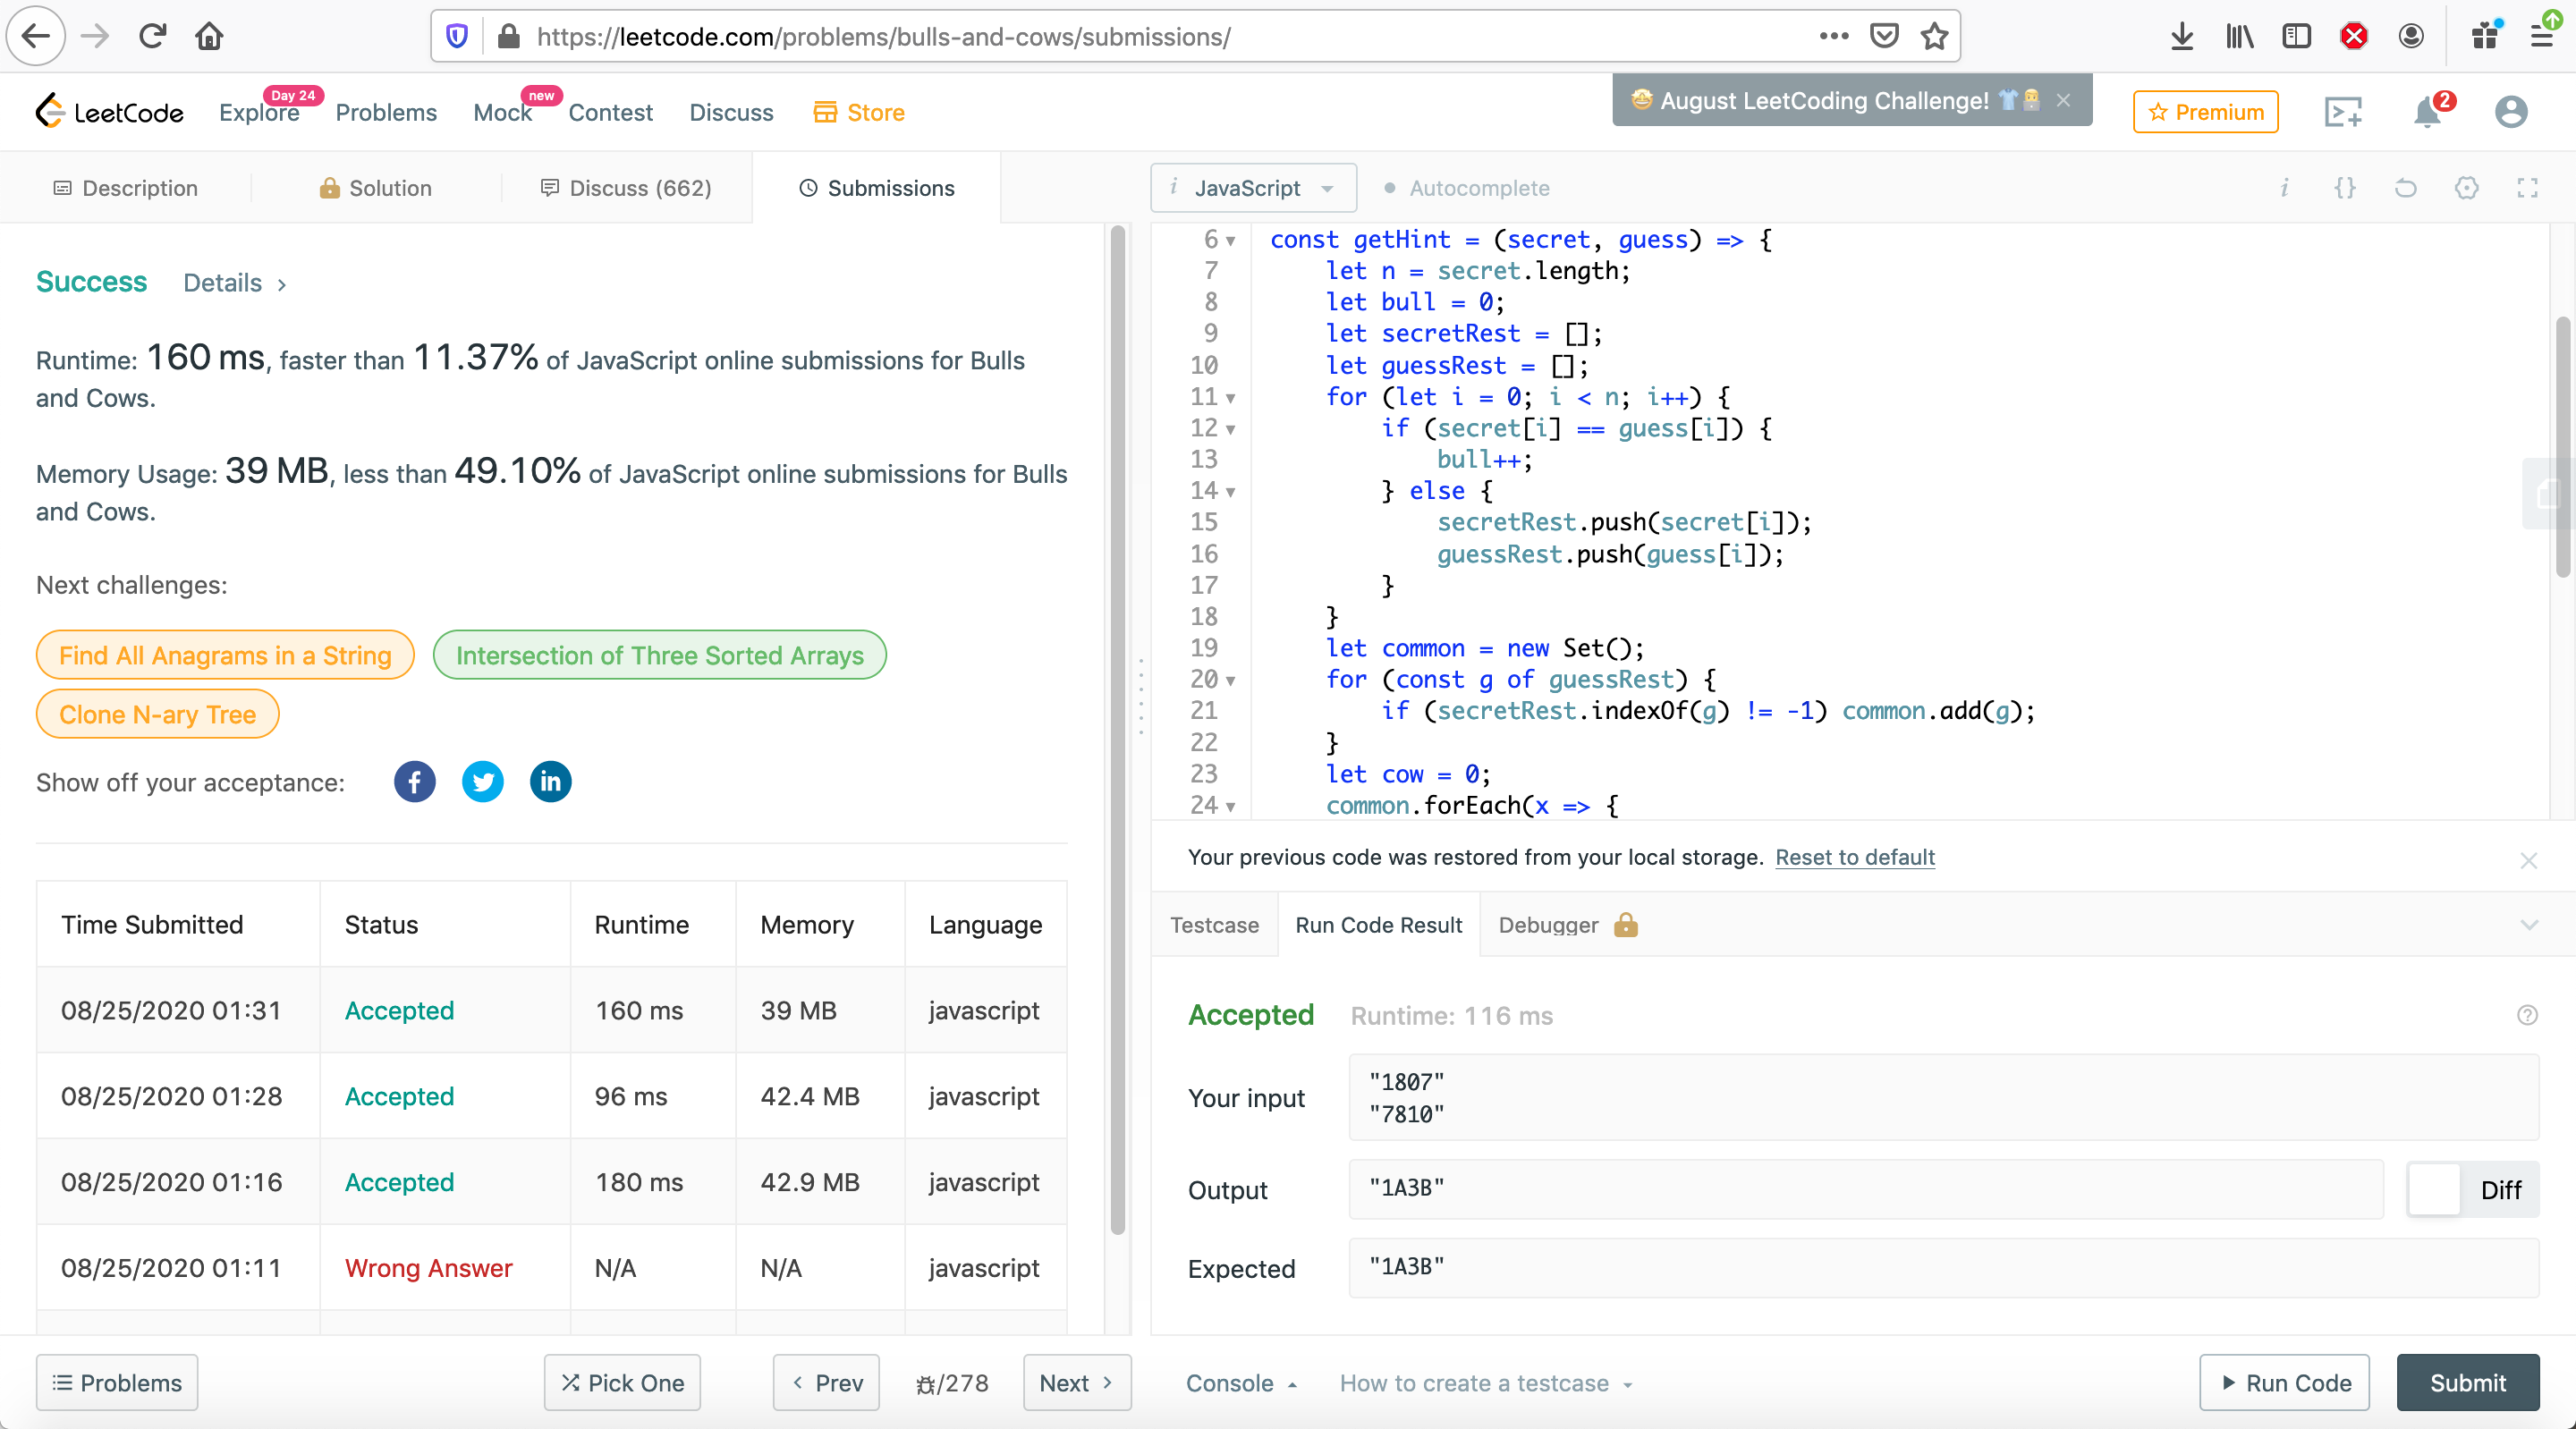 https://leetcode.com/problems/bulls-and-cows/submissions/
LeetCode
Explore
Day 24
Problems
Mock
new
Contest
Discuss
Store
August LeetCoding Challenge!
Premium
2
Description
Solution
Discuss (662)
Submissions
i JavaScript
Autocomplete
i {}
Success Details >
Runtime: 160 ms, faster than 11.37% of JavaScript online submissions for Bulls
and Cows.
Memory Usage: 39 MB, less than 49.10% of JavaScript online submissions for Bulls
and Cows.
Next challenges:
Find All Anagrams in a String
Intersection of Three Sorted Arrays
Clone N-ary Tree
Show off your acceptance:
Time Submitted Status Runtime Memory Language
08/25/2020 01:31 Accepted 160 ms 39 MB javascript
08/25/2020 01:28 Accepted 96 ms 42.4 MB javascript
08/25/2020 01:16 Accepted 180 ms 42.9 MB javascript
08/25/2020 01:11 Wrong Answer N/A N/A javascript
6 const getHint = (secret, guess) => {
7 let n = secret.length;
8 let bull = 0;
9 let secretRest = [];
10 let guessRest = [];
11 for (let i = 0; i < n; i++) {
12 if (secret[i] == guess[i]) {
13 bull++;
14 } else {
15 secretRest.push(secret[i]);
16 guessRest.push(guess[i]);
17 }
18 }
19 let common = new Set();
20 for (const g of guessRest) {
21 if (secretRest.indexOf(g) != -1) common.add(g);
22 }
23 let cow = 0;
24 common.forEach(x => {
Your previous code was restored from your local storage. Reset to default
Testcase
Run Code Result
Debugger
Accepted Runtime: 116 ms
Your input
"1807"
"7810"
Output
"1A3B"
Diff
Expected
"1A3B"
Problems
Pick One
< Prev
/278
Next >
Console
How to create a testcase
Run Code
Submit